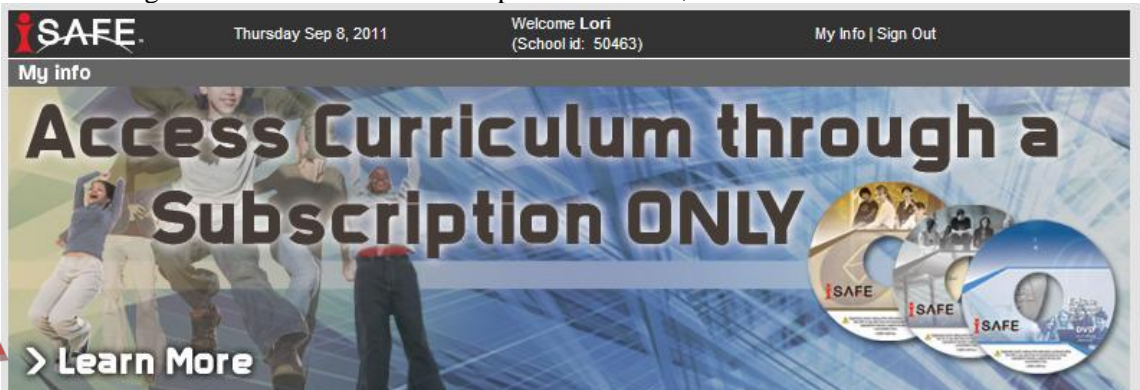 iSAFE. Thursday Sep 8, 2011 Welcome Lori My Info | Sign Out
(School id: 50463)
My info
Access Curriculum through a
Subscription ONLY
iSAFE
iSAFE
iSAFE
DVD
> Learn More